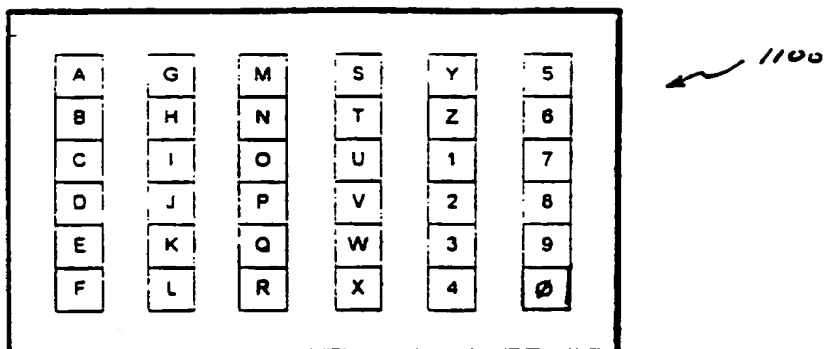 A G M S Y 5
B H N T Z 6
C I O U 1 7
D J P V 2 8
E K Q W 3 9
F L R X 4 Ø
1100